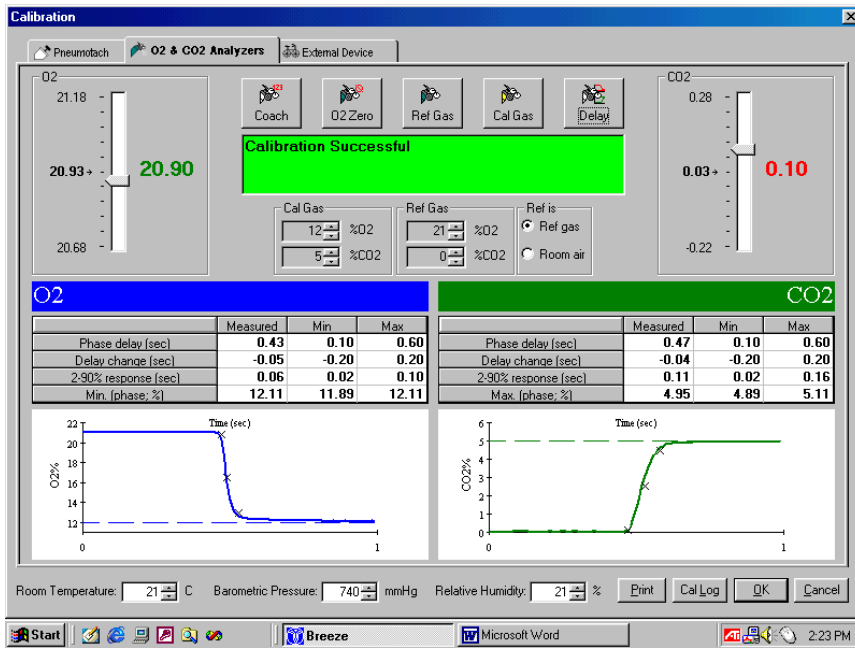 Calibration
Pneumotach
O2 & CO2 Analyzers
External Device
O2
21.18
20.93
20.90
20.68
123
Coach
O2 Zero
Ref Gas
Cal Gas
Delay
Calibration Successful
Cal Gas
12 %O2
5 %CO2
Ref Gas
21 %O2
0 %CO2
Ref is
Ref gas
Room air
CO2
0.28
0.03
0.10
-0.22
O2
Measured Min Max
Phase delay (sec) 0.43 0.10 0.60
Delay change (sec) -0.05 -0.20 0.20
2-90% response (sec) 0.06 0.02 0.10
Min. (phase; %) 12.11 11.89 12.11
CO2
Measured Min Max
Phase delay (sec) 0.47 0.10 0.60
Delay change (sec) -0.04 -0.20 0.20
2-90% response (sec) 0.11 0.02 0.16
Max. (phase; %) 4.95 4.89 5.11
Time (sec)
O2%
22
20
18
16
14
12
0 1
Time (sec)
CO2%
6
5
4
3
2
1
0
0 1
Room Temperature: 21 C
Barometric Pressure: 740 mmHg
Relative Humidity: 21 %
Print
Cal Log
OK
Cancel
Start
Breeze
Microsoft Word
ATI
2:23 PM